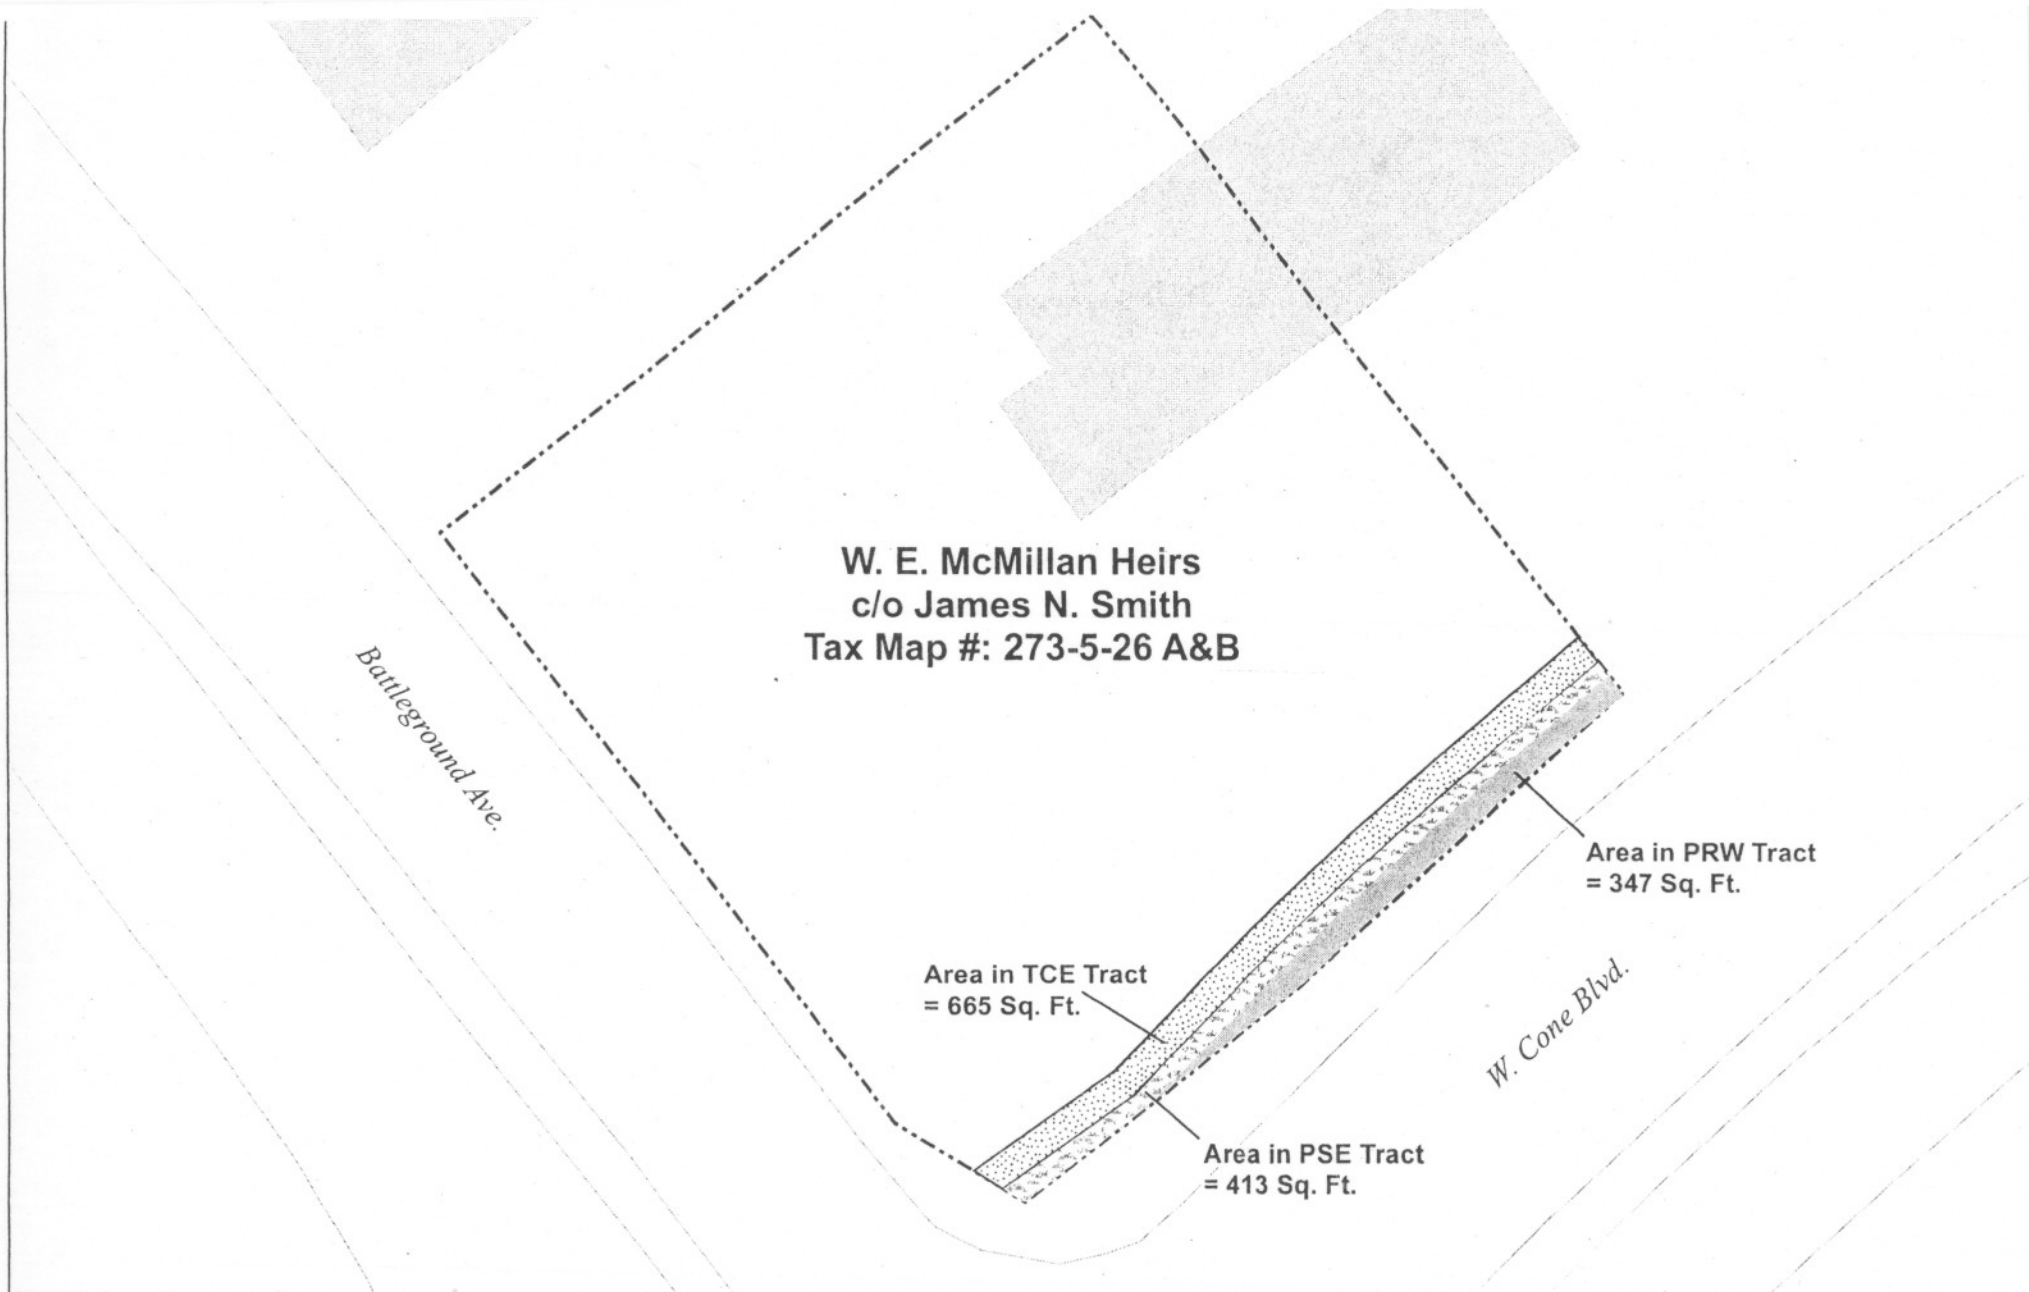 W. E. McMillan Heirs
c/o James N. Smith
Tax Map #: 273-5-26 A&B
Battleground Ave.
Area in PRW Tract
= 347 Sq. Ft.
Area in TCE Tract
= 665 Sq. Ft.
W. Cone Blvd.
Area in PSE Tract
= 413 Sq. Ft.